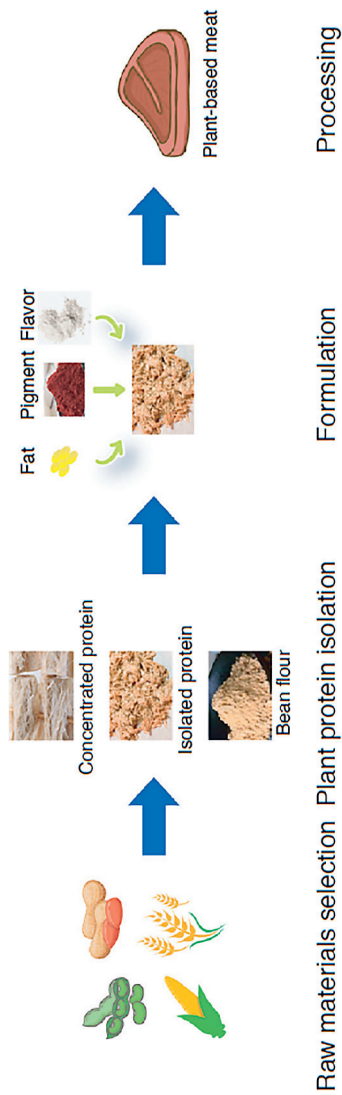 Concentrated protein
Isolated protein
Bean flour
Fat
Pigment
Flavor
Plant-based meat
Raw materials selection
Plant protein isolation
Formulation
Processing